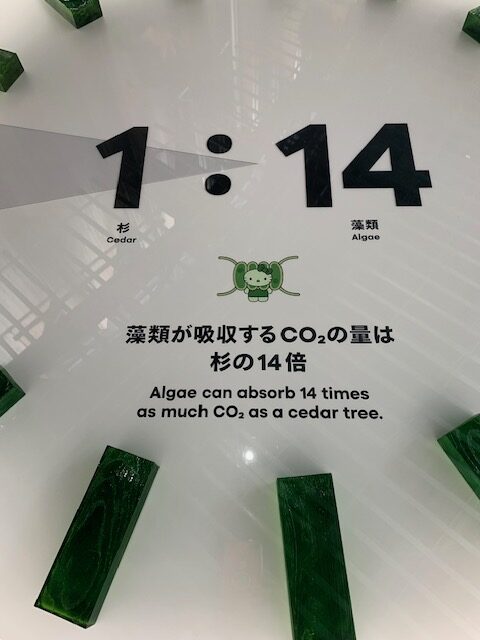 1 : 14
杉
Cedar
藻類
Algae
藻類が吸収するCO₂の量は
杉の14倍
Algae can absorb 14 times
as much CO₂ as a cedar tree.